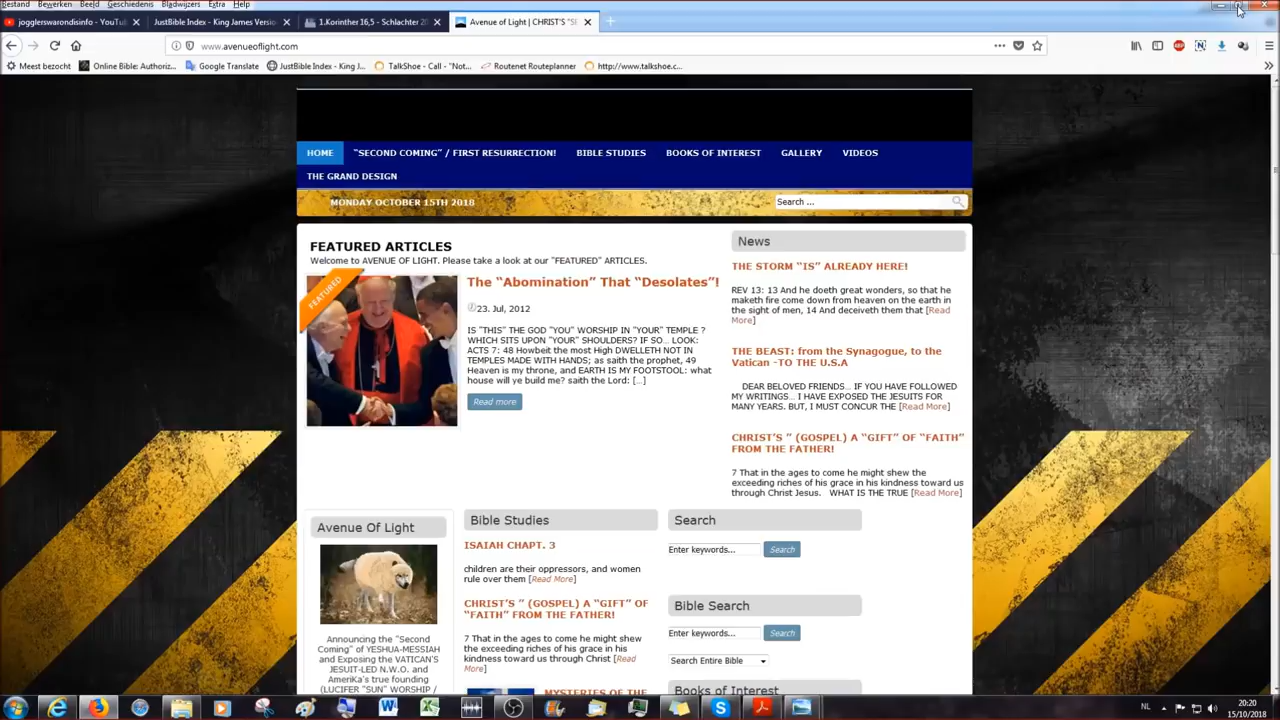 Bestand Bewerken Beeld Geschiedenis Bladwijzers Extra Help
jogglerswarondisinfo - YouTu JustBible Index - King James Versio 1.Korinther 16,5 - Schlachter 20 Avenue of Light | CHRIST'S "SE
www.avenueoflight.com
Meest bezocht Online Bible: Authoriz... Google Translate JustBible Index - King J... TalkShoe - Call - "Not... Routenet Routeplanner http://www.talkshoe.c...
HOME "SECOND COMING" / FIRST RESURRECTION! BIBLE STUDIES BOOKS OF INTEREST GALLERY VIDEOS
THE GRAND DESIGN
MONDAY OCTOBER 15TH 2018 Search ...
FEATURED ARTICLES
Welcome to AVENUE OF LIGHT. Please take a look at our "FEATURED" ARTICLES.
FEATURED
The “Abomination” That “Desolates”!
23. Jul, 2012
IS "THIS" THE GOD "YOU" WORSHIP IN "YOUR" TEMPLE ?
WHICH SITS UPON "YOUR" SHOULDERS? IF SO... LOOK:
ACTS 7: 48 Howbeit the most High DWELLETH NOT IN
TEMPLES MADE WITH HANDS; as saith the prophet, 49
Heaven is my throne, and EARTH IS MY FOOTSTOOL: what
house will ye build me? saith the Lord: [...]
Read more
News
THE STORM “IS” ALREADY HERE!
REV 13: 13 And he doeth great wonders, so that he
maketh fire come down from heaven on the earth in
the sight of men, 14 And deceiveth them that [Read
More]
THE BEAST: from the Synagogue, to the
Vatican -TO THE U.S.A
DEAR BELOVED FRIENDS... IF YOU HAVE FOLLOWED
MY WRITINGS... I HAVE EXPOSED THE JESUITS FOR
MANY YEARS. BUT, I MUST CONCUR THE [Read More]
CHRIST'S ” (GOSPEL) A “GIFT” OF “FAITH”
FROM THE FATHER!
7 That in the ages to come he might shew the
exceeding riches of his grace in his kindness toward us
through Christ Jesus. WHAT IS THE TRUE [Read More]
Avenue Of Light
Announcing the "Second
Coming" of YESHUA-MESSIAH
and Exposing the VATICAN'S
JESUIT-LED N.W.O. and
AmeriKa's true founding
(LUCIFER "SUN" WORSHIP /
Bible Studies
ISAIAH CHAPT. 3
children are their oppressors, and women
rule over them [Read More]
CHRIST'S ” (GOSPEL) A “GIFT” OF
“FAITH” FROM THE FATHER!
7 That in the ages to come he might shew
the exceeding riches of his grace in his
kindness toward us through Christ [Read
More]
MYSTERIES OF THE
Search
Enter keywords... Search
Bible Search
Enter keywords... Search
Search Entire Bible
Books of Interest
NL 20:20
15/10/2018